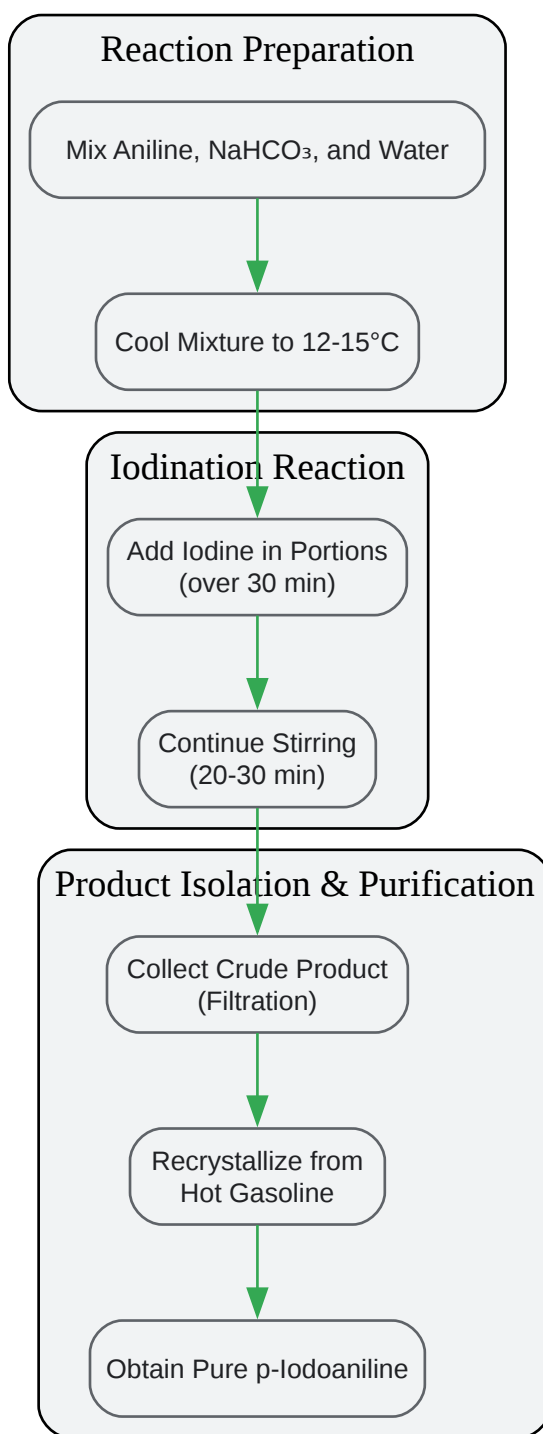 Reaction Preparation
Mix Aniline, NaHCO₃, and Water
Cool Mixture to 12-15°C
Iodination Reaction
Add Iodine in Portions
(over 30 min)
Continue Stirring
(20-30 min)
Product Isolation & Purification
Collect Crude Product
(Filtration)
Recrystallize from
Hot Gasoline
Obtain Pure p-Iodoaniline